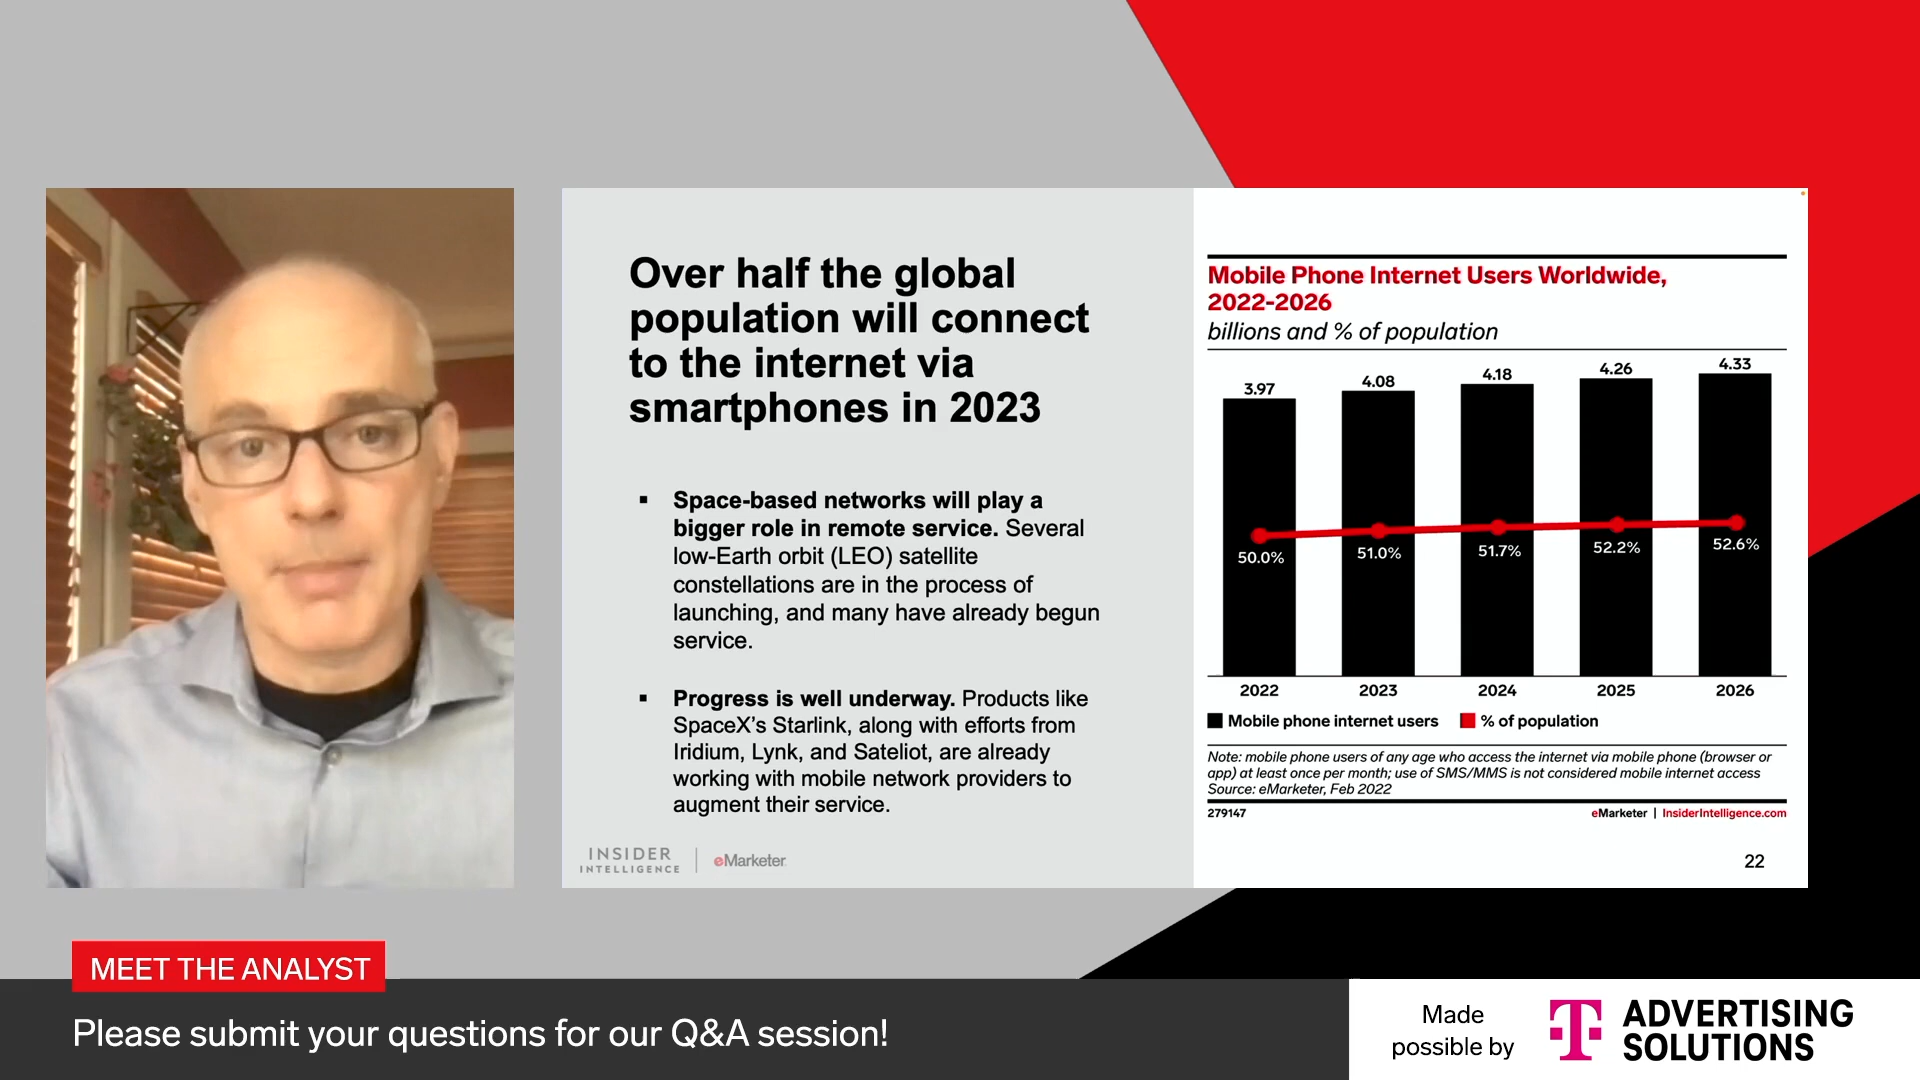 Over half the global
population will connect
to the internet via
smartphones in 2023
▪ Space-based networks will play a
bigger role in remote service. Several
low-Earth orbit (LEO) satellite
constellations are in the process of
launching, and many have already begun
service.
▪ Progress is well underway. Products like
SpaceX's Starlink, along with efforts from
Iridium, Lynk, and Sateliot, are already
working with mobile network providers to
augment their service.
INSIDER
INTELLIGENCE
eMarketer
Mobile Phone Internet Users Worldwide,
2022-2026
billions and % of population
3.97 4.08 4.18 4.26 4.33
50.0% 51.0% 51.7% 52.2% 52.6%
2022 2023 2024 2025 2026
Mobile phone internet users % of population
Note: mobile phone users of any age who access the internet via mobile phone (browser or
app) at least once per month; use of SMS/MMS is not considered mobile internet access
Source: eMarketer, Feb 2022
279147 eMarketer | InsiderIntelligence.com
22
MEET THE ANALYST
Please submit your questions for our Q&A session!
Made
possible by
T ADVERTISING
SOLUTIONS